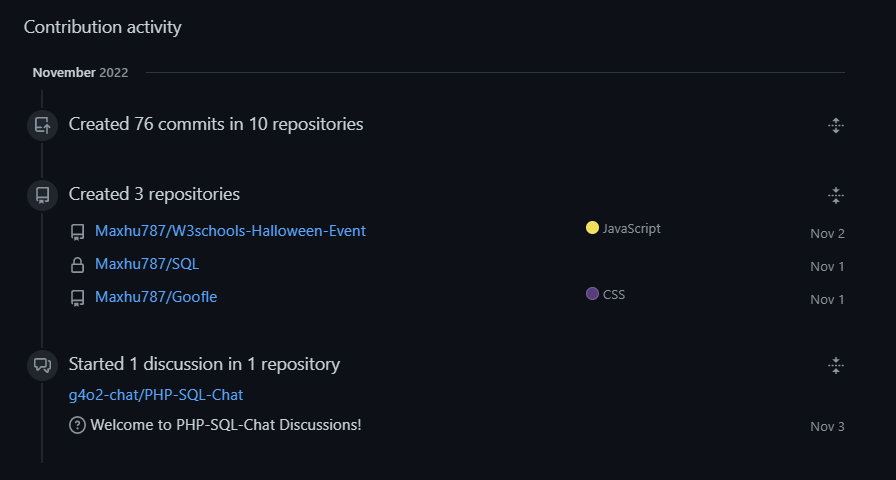 Contribution activity
November 2022
Created 76 commits in 10 repositories
Created 3 repositories
Maxhu787/W3schools-Halloween-Event JavaScript Nov 2
Maxhu787/SQL Nov 1
Maxhu787/Goofle CSS Nov 1
Started 1 discussion in 1 repository
g4o2-chat/PHP-SQL-Chat
Welcome to PHP-SQL-Chat Discussions! Nov 3